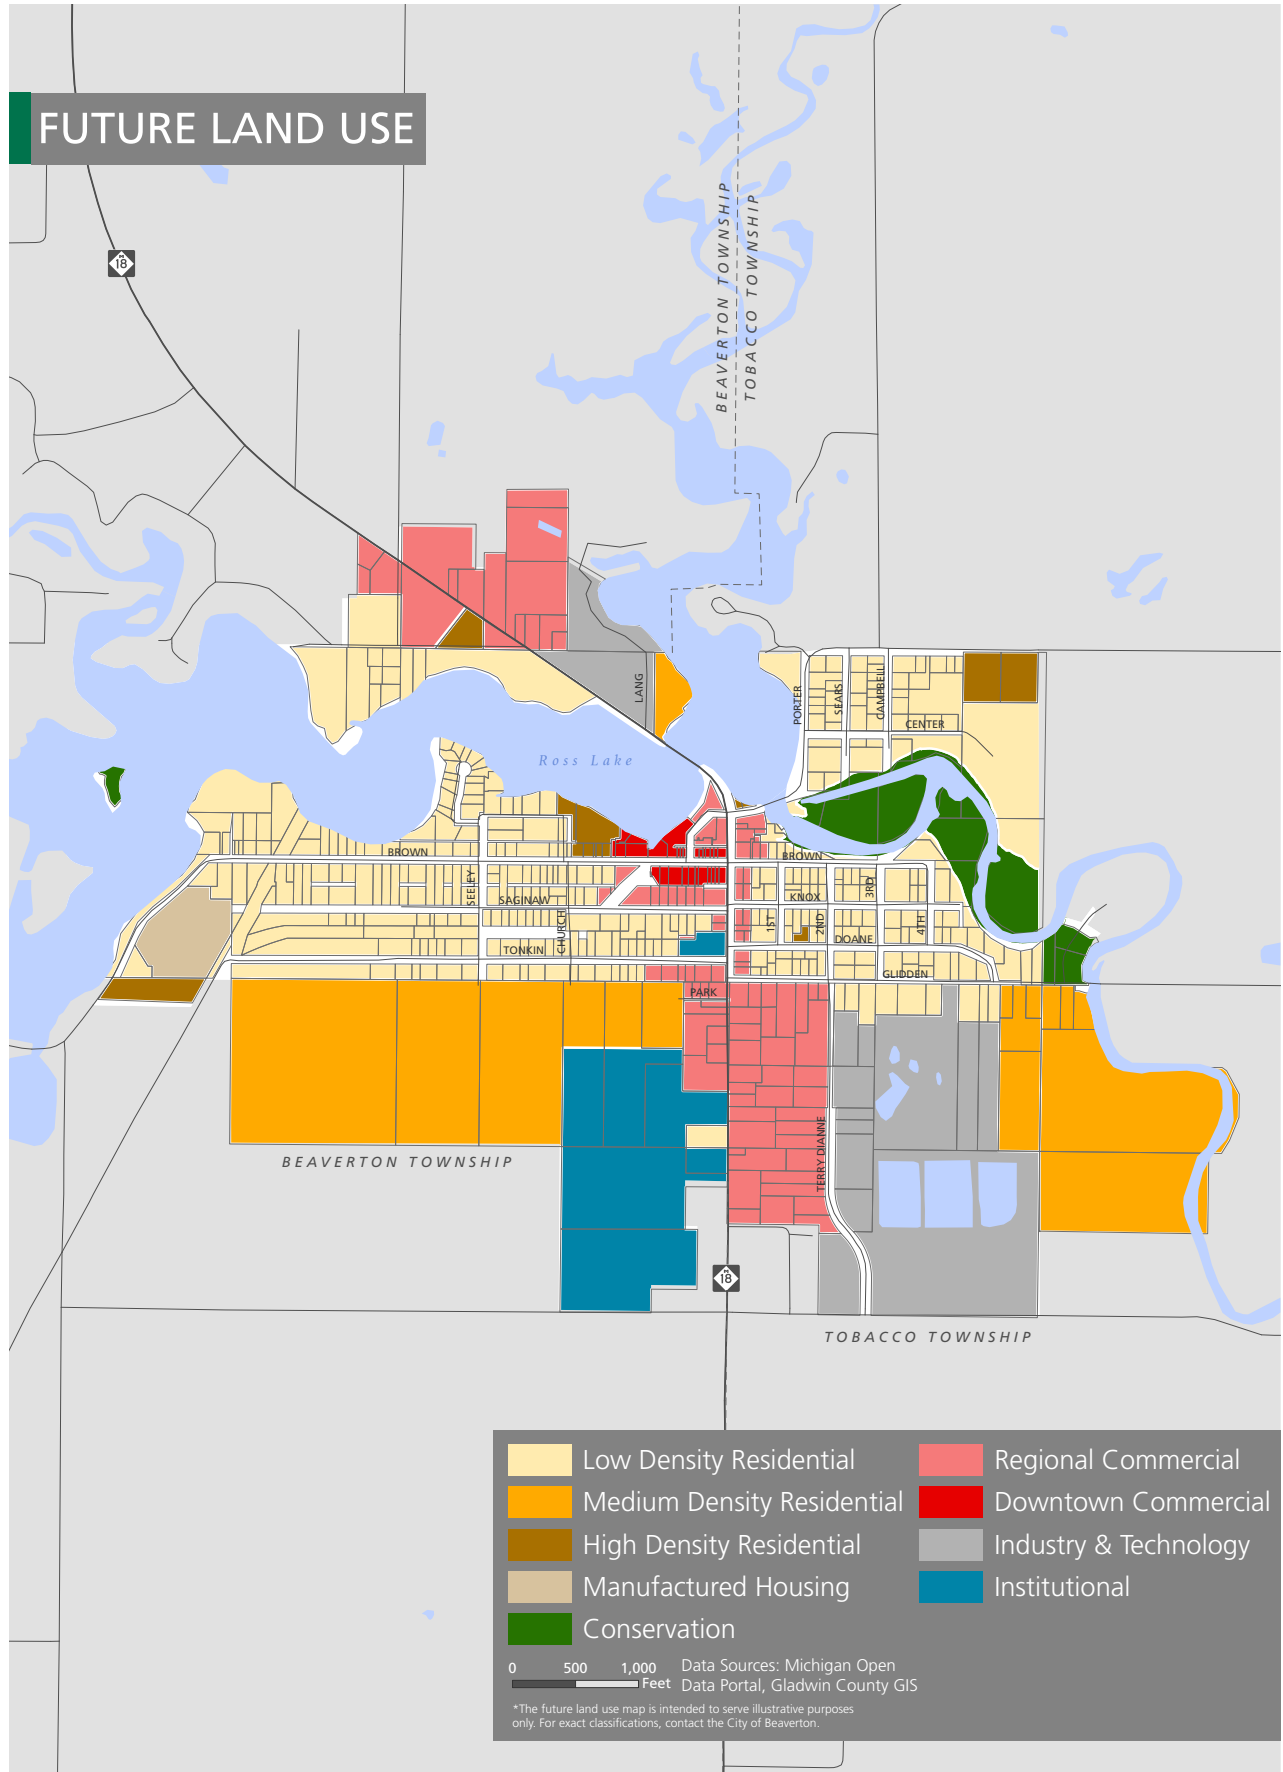 FUTURE LAND USE
BEAVERTON TOWNSHIP
TOBACCO TOWNSHIP
M
18
LANG
PORTER
SEARS
CAMPBELL
CENTER
Ross Lake
BROWN
BROWN
SEELEY
SAGINAW
CHURCH
TONKIN
KNOX
1ST
2ND
3RD
4TH
DOANE
GLIDDEN
PARK
TERRY DIANNE
BEAVERTON TOWNSHIP
M
18
TOBACCO TOWNSHIP
Low Density Residential
Medium Density Residential
High Density Residential
Manufactured Housing
Conservation
Regional Commercial
Downtown Commercial
Industry & Technology
Institutional
0 500 1,000
Feet
Data Sources: Michigan Open
Data Portal, Gladwin County GIS
*The future land use map is intended to serve illustrative purposes
only. For exact classifications, contact the City of Beaverton.